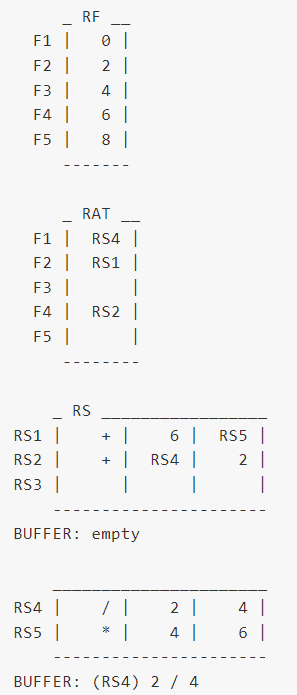 _ RF __
F1 | 0 |
F2 | 2 |
F3 | 4 |
F4 | 6 |
F5 | 8 |
-------
_ RAT __
F1 | RS4 |
F2 | RS1 |
F3 | |
F4 | RS2 |
F5 | |
--------
_ RS _________________
RS1 | + | 6 | RS5 |
RS2 | + | RS4 | 2 |
RS3 | | | |
----------------------
BUFFER: empty
______________________
RS4 | / | 2 | 4 |
RS5 | * | 4 | 6 |
----------------------
BUFFER: (RS4) 2 / 4